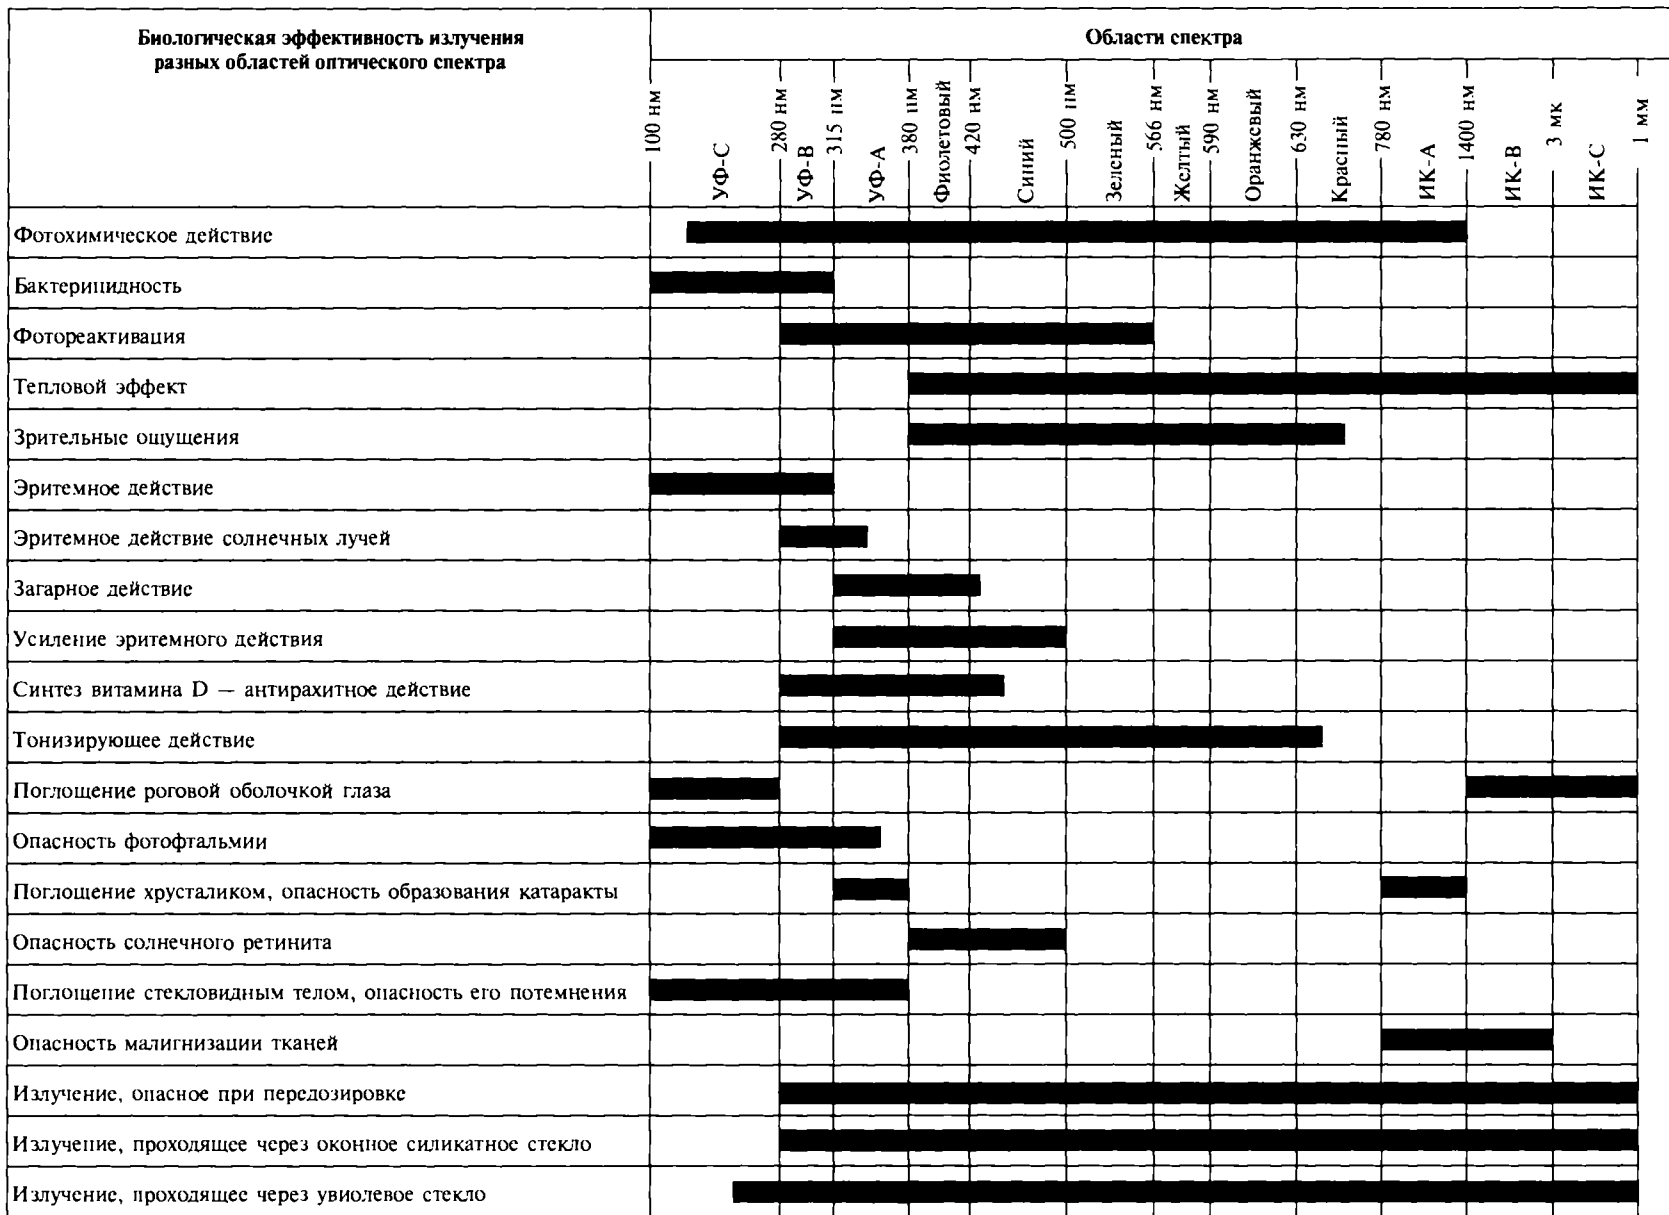 Биологическая эффективность излучения
разных областей оптического спектра
Области спектра
100 нм
УФ-С
280 нм
УФ-В
315 нм
УФ-А
380 нм
Фиолетовый
420 нм
Синий
500 нм
Зеленый
566 нм
Желтый
590 нм
Оранжевый
630 нм
Красный
780 нм
ИК-А
1400 нм
ИК-В
3 мк
ИК-С
1 мм
Фотохимическое действие
Бактерицидность
Фотореактивация
Тепловой эффект
Зрительные ощущения
Эритемное действие
Эритемное действие солнечных лучей
Загарное действие
Усиление эритемного действия
Синтез витамина D — антирахитное действие
Тонизирующее действие
Поглощение роговой оболочкой глаза
Опасность фотофтальмии
Поглощение хрусталиком, опасность образования катаракты
Опасность солнечного ретинита
Поглощение стекловидным телом, опасность его потемнения
Опасность малигнизации тканей
Излучение, опасное при передозировке
Излучение, проходящее через оконное силикатное стекло
Излучение, проходящее через увиолевое стекло